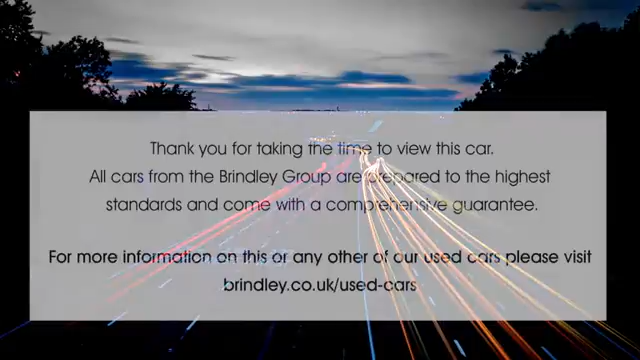 Thank you for taking the time to view this car.
All cars from the Brindley Group are prepared to the highest
standards and come with a comprehensive guarantee.
For more information on this or any other of our used cars please visit
brindley.co.uk/used-cars